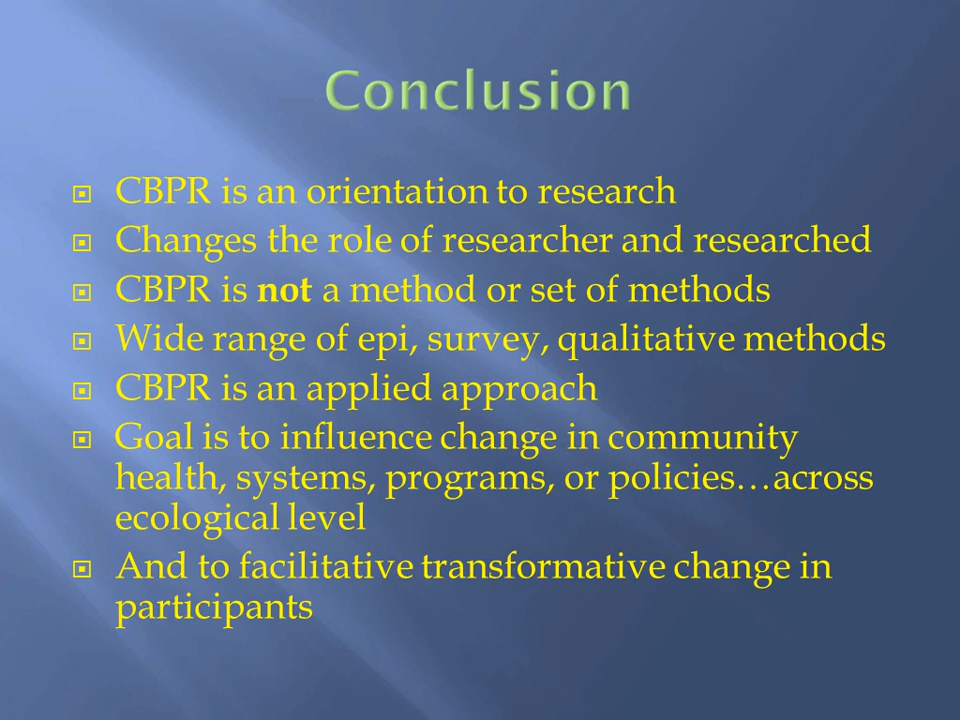 Conclusion
CBPR is an orientation to research
Changes the role of researcher and researched
CBPR is not a method or set of methods
Wide range of epi, survey, qualitative methods
CBPR is an applied approach
Goal is to influence change in community
health, systems, programs, or policies…across
ecological level
And to facilitative transformative change in
participants